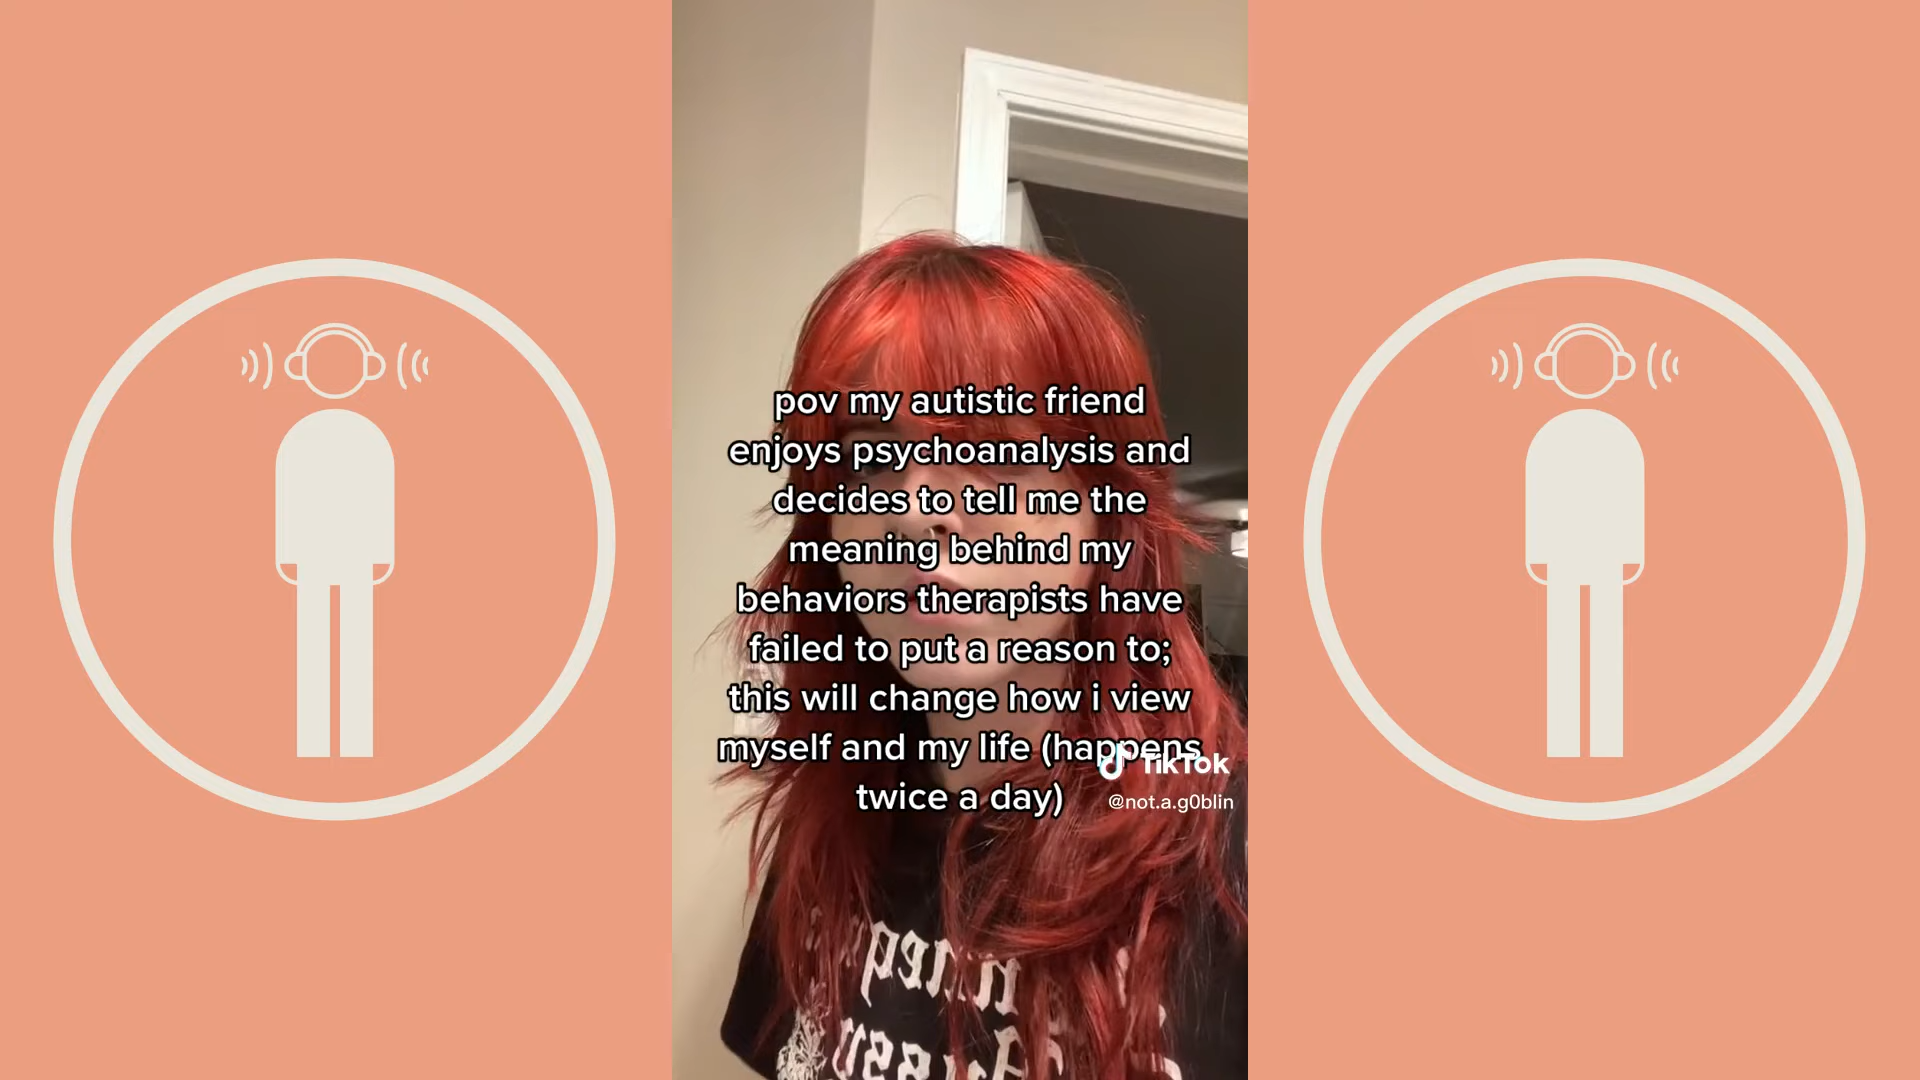 pov my autistic friend
enjoys psychoanalysis and
decides to tell me the
meaning behind my
behaviors therapists have
failed to put a reason to;
this will change how i view
myself and my life (happens
twice a day)
TikTok
@not.a.g0blin